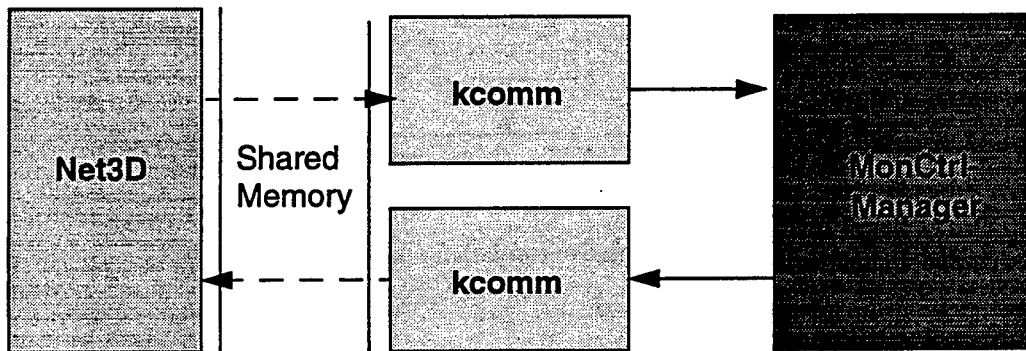 Net3D
Shared
Memory
kcomm
kcomm
MonCtrl
Manager